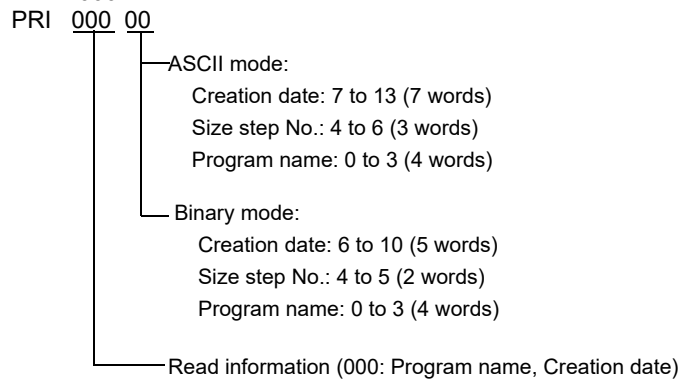 PRI 000 00
ASCII mode:
Creation date: 7 to 13 (7 words)
Size step No.: 4 to 6 (3 words)
Program name: 0 to 3 (4 words)
Binary mode:
Creation date: 6 to 10 (5 words)
Size step No.: 4 to 5 (2 words)
Program name: 0 to 3 (4 words)
Read information (000: Program name, Creation date)